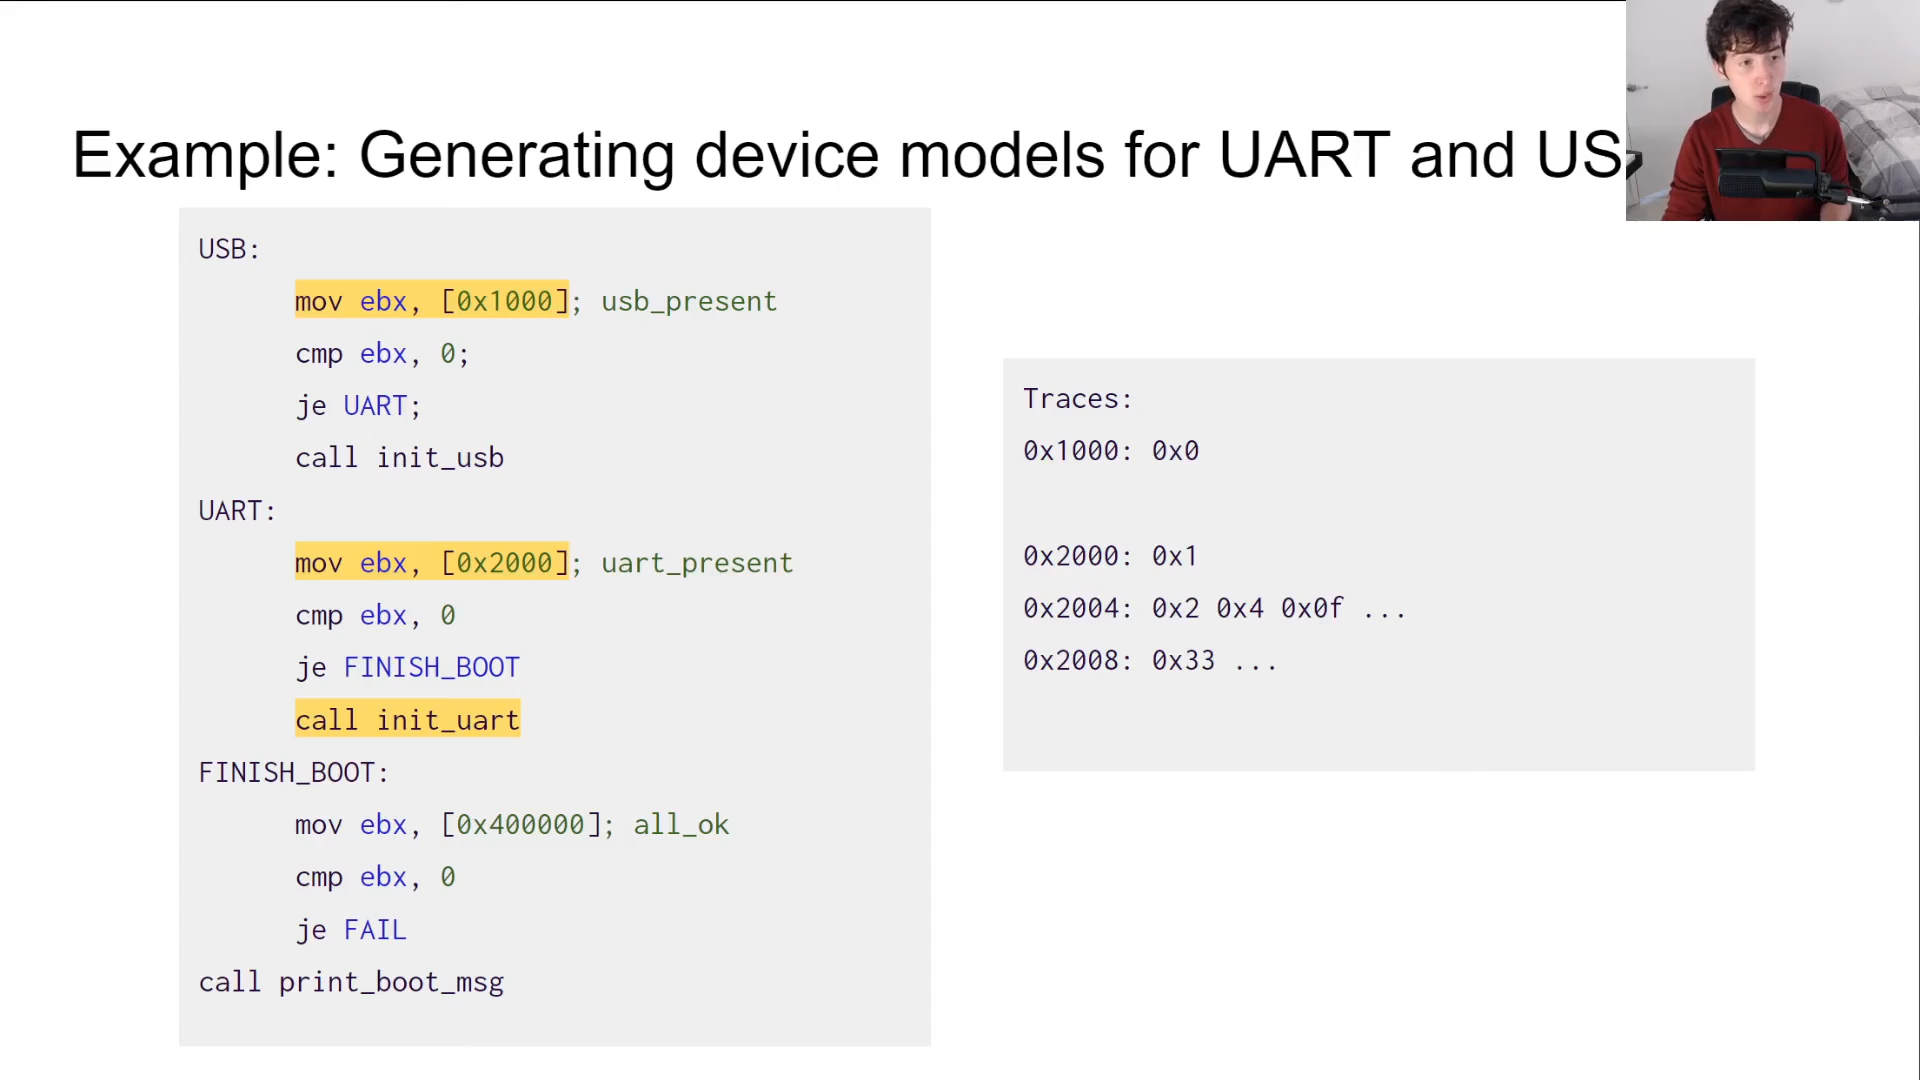 Example: Generating device models for UART and US
USB:
mov ebx, [0x1000]; usb_present
cmp ebx, 0;
je UART;
call init_usb
UART:
mov ebx, [0x2000]; uart_present
cmp ebx, 0
je FINISH_BOOT
call init_uart
FINISH_BOOT:
mov ebx, [0x400000]; all_ok
cmp ebx, 0
je FAIL
call print_boot_msg
Traces:
0x1000: 0x0
0x2000: 0x1
0x2004: 0x2 0x4 0x0f ...
0x2008: 0x33 ...